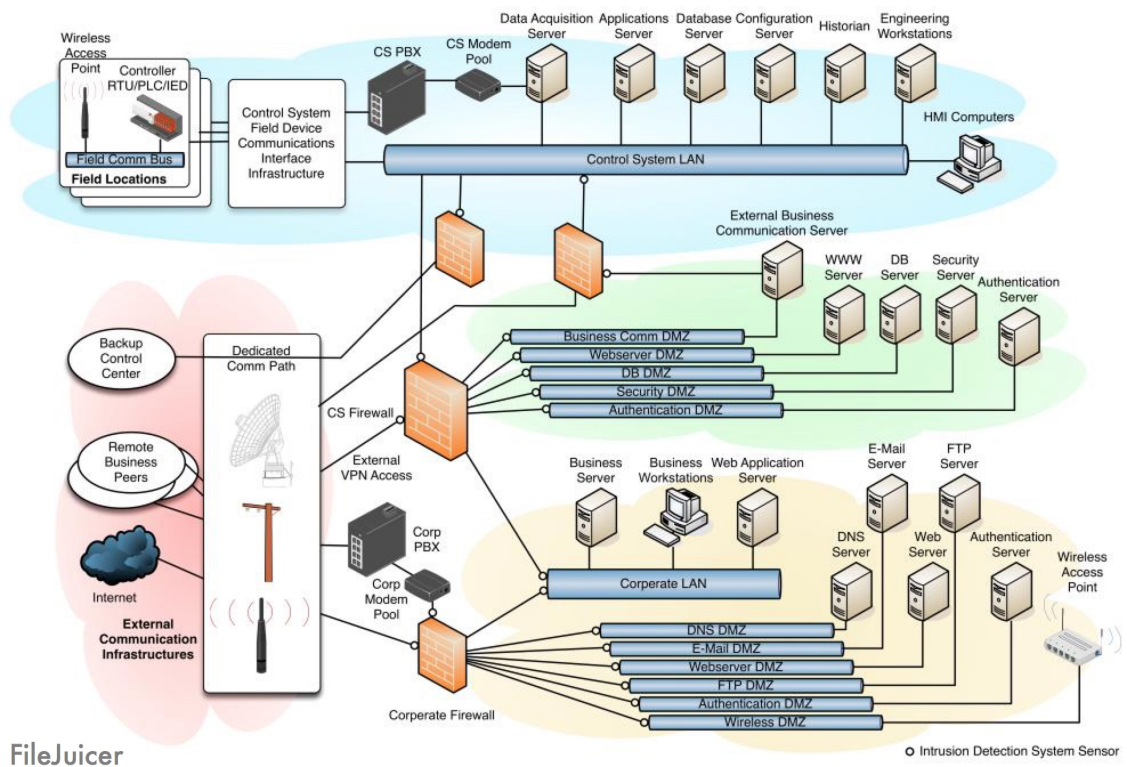 Data Acquisition
Server
Applications
Server
Database
Server
Configuration
Server
Historian
Engineering
Workstations
Wireless
Access
Point
Controller
RTU/PLC/IED
Field Comm Bus
Field Locations
Control System
Field Device
Communications
Interface
Infrastructure
CS PBX
CS Modem
Pool
HMI Computers
Control System LAN
External Business
Communication Server
WWW
Server
DB
Server
Security
Server
Authentication
Server
Business Comm DMZ
Webserver DMZ
DB DMZ
Security DMZ
Authentication DMZ
Backup
Control
Center
Dedicated
Comm Path
CS Firewall
External
VPN Access
Remote
Business
Peers
Internet
External
Communication
Infrastructures
Corp
PBX
Corp
Modem
Pool
Corporate Firewall
Business
Server
Business
Workstations
Web Application
Server
E-Mail
Server
FTP
Server
DNS
Server
Web
Server
Authentication
Server
Wireless
Access
Point
Corperate LAN
DNS DMZ
E-Mail DMZ
Webserver DMZ
FTP DMZ
Authentication DMZ
Wireless DMZ
Intrusion Detection System Sensor
FileJuicer